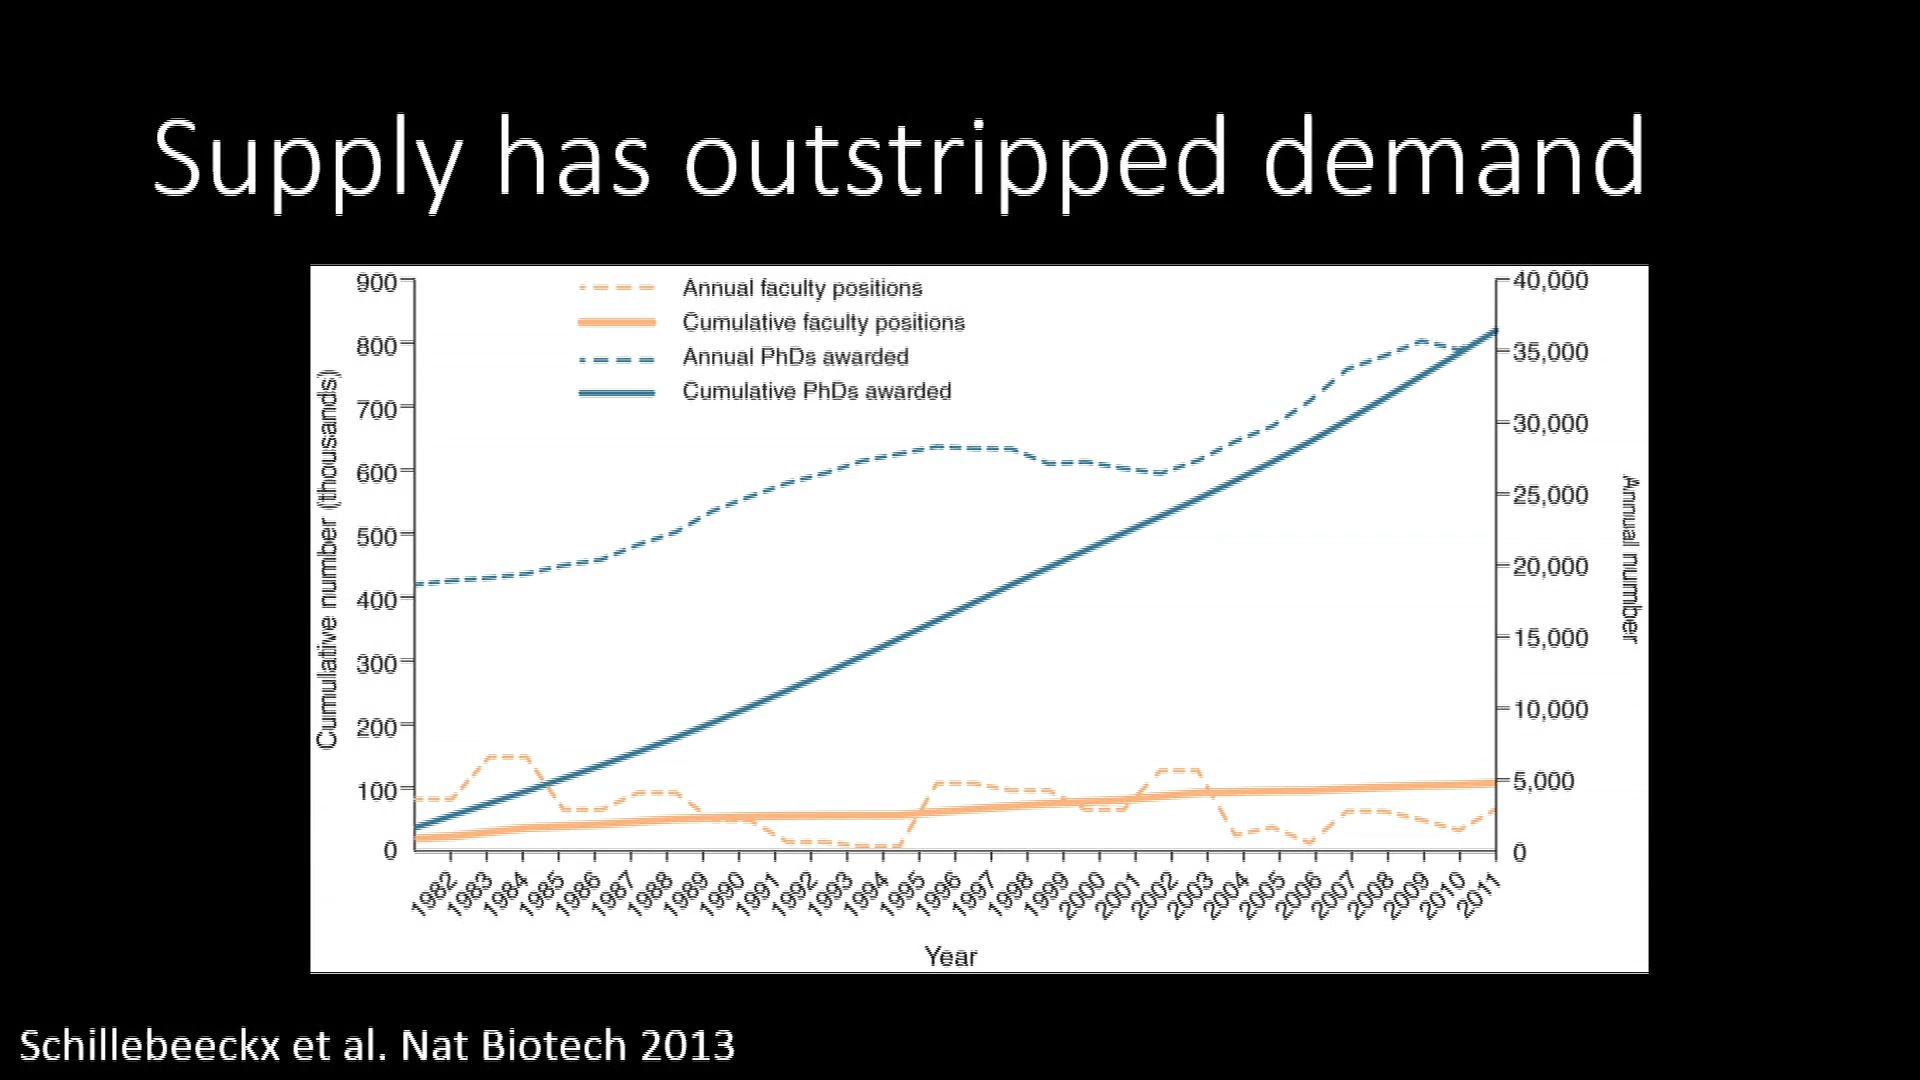 Supply has outstripped demand
Annual faculty positions
Cumulative faculty positions
Annual PhDs awarded
Cumulative PhDs awarded
Cumulative number (thousands)
900
800
700
600
500
400
300
200
100
0
40,000
35,000
30,000
25,000
20,000
15,000
10,000
5,000
0
Annual number
1982 1983 1984 1985 1986 1987 1988 1989 1990 1991 1992 1993 1994 1995 1996 1997 1998 1999 2000 2001 2002 2003 2004 2005 2006 2007 2008 2009 2010 2011
Year
Schillebeeckx et al. Nat Biotech 2013